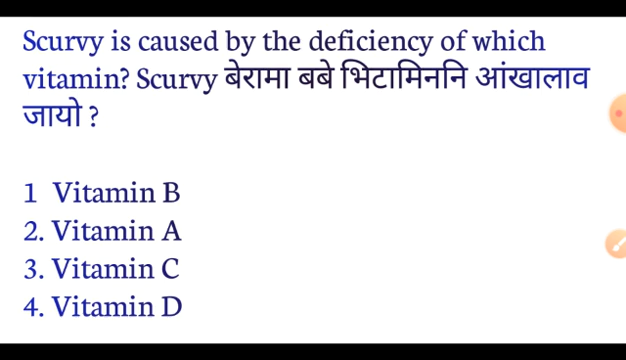 Scurvy is caused by the deficiency of which
vitamin? Scurvy बेरामा बबे भिटामिननि आंखालाव
जायो ?
1 Vitamin B
2. Vitamin A
3. Vitamin C
4. Vitamin D